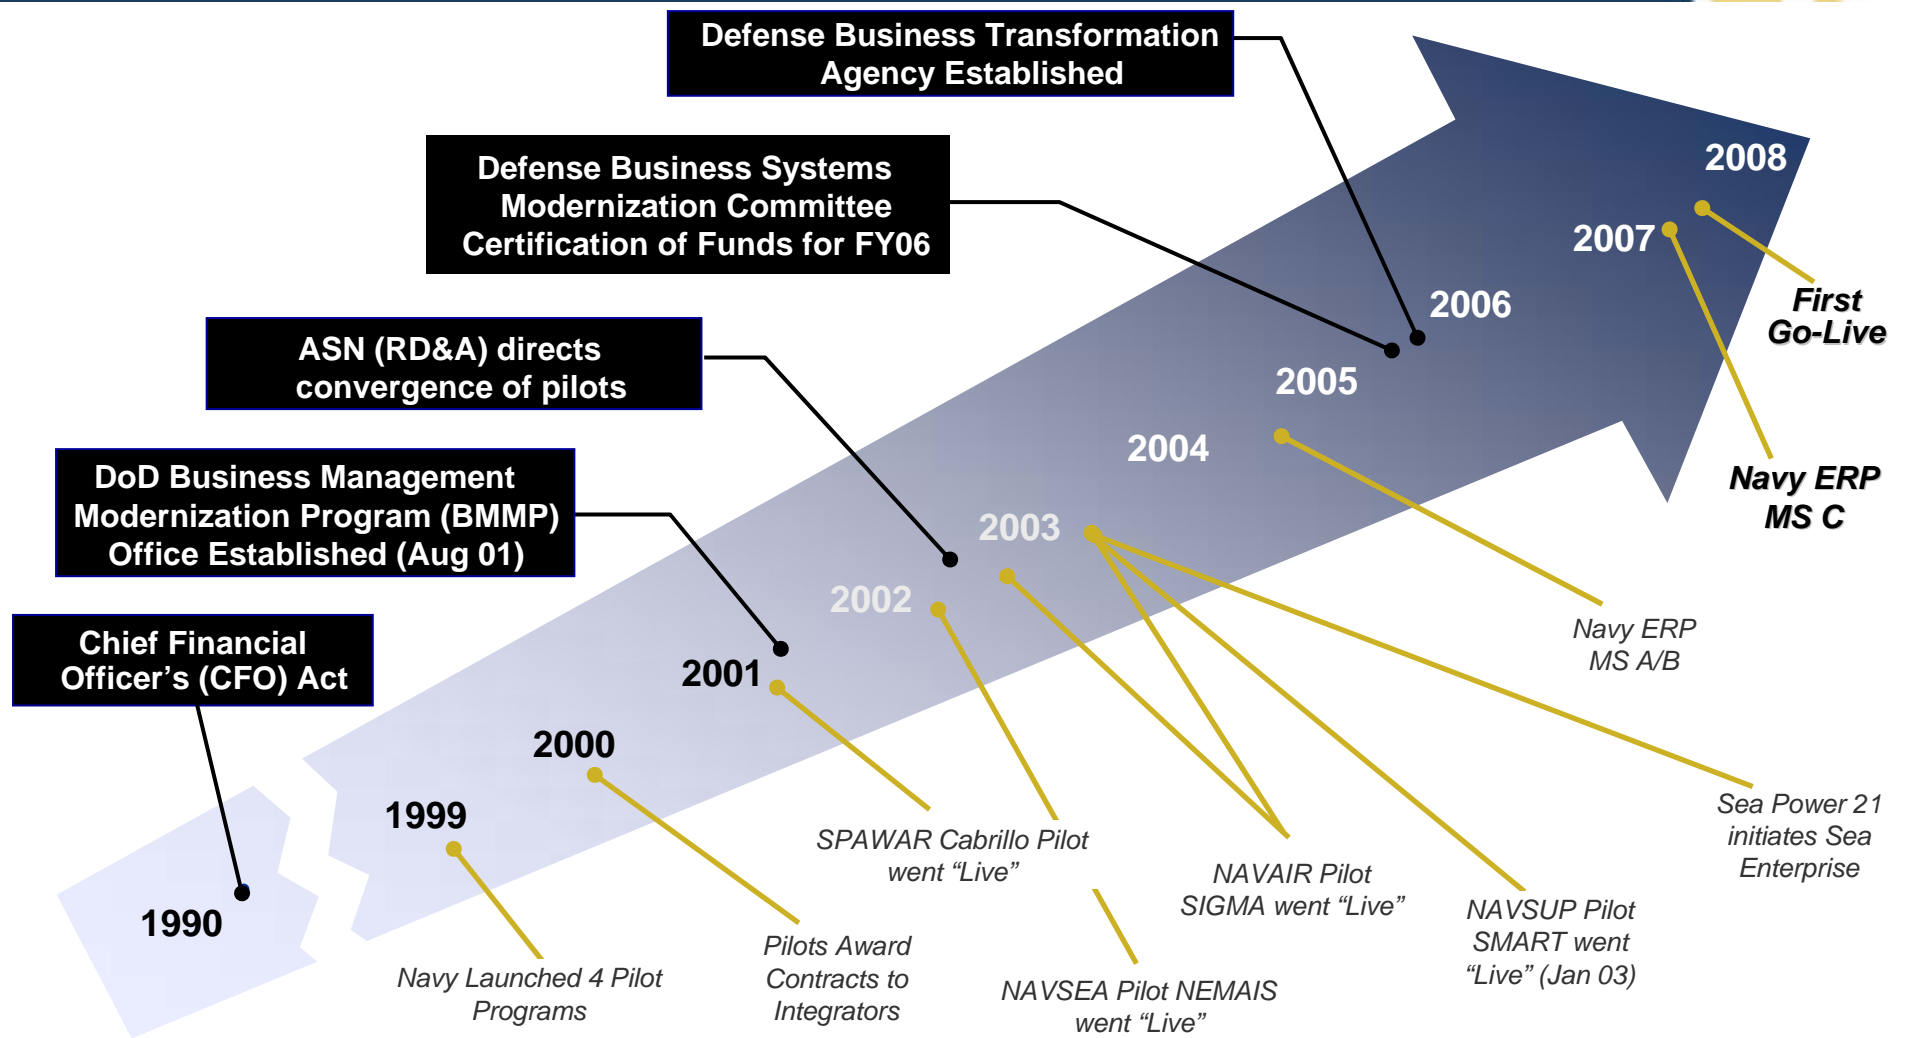 Defense Business Transformation
Agency Established
Defense Business Systems
Modernization Committee
Certification of Funds for FY06
ASN (RD&A) directs
convergence of pilots
DoD Business Management
Modernization Program (BMMP)
Office Established (Aug 01)
Chief Financial
Officer’s (CFO) Act
1990
1999
2000
2001
2002
2003
2004
2005
2006
2007
2008
First
Go-Live
Navy ERP
MS C
Navy ERP
MS A/B
Sea Power 21
initiates Sea
Enterprise
NAVSUP Pilot
SMART went
“Live” (Jan 03)
NAVAIR Pilot
SIGMA went “Live”
NAVSEA Pilot NEMAIS
went “Live”
SPAWAR Cabrillo Pilot
went “Live”
Pilots Award
Contracts to
Integrators
Navy Launched 4 Pilot
Programs